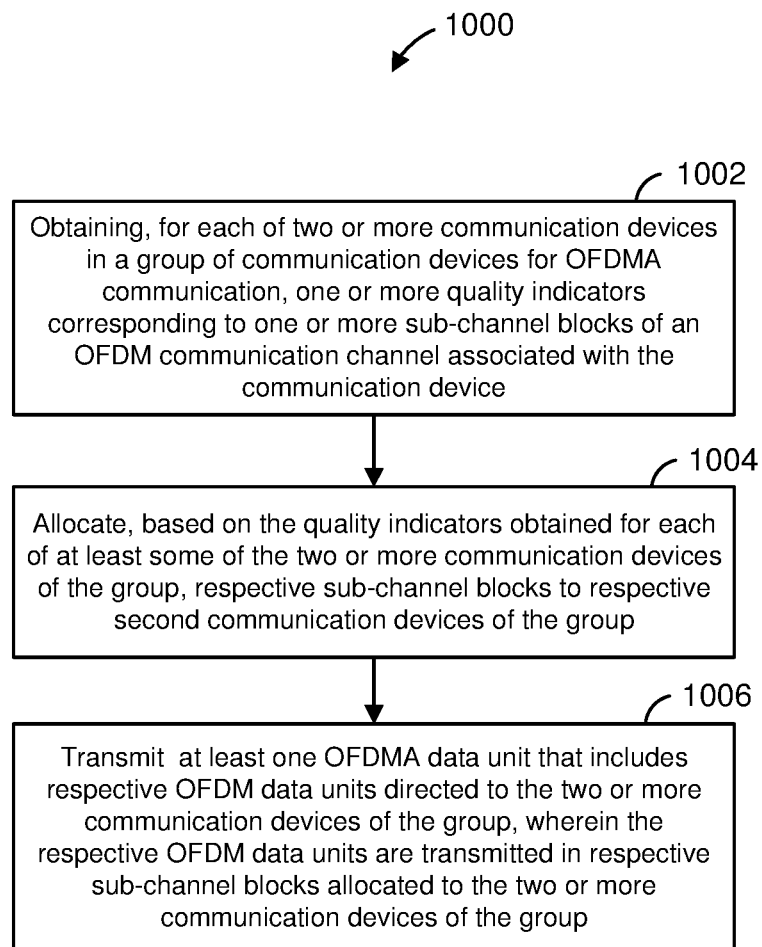 1000
1002
Obtaining, for each of two or more communication devices
in a group of communication devices for OFDMA
communication, one or more quality indicators
corresponding to one or more sub-channel blocks of an
OFDM communication channel associated with the
communication device
1004
Allocate, based on the quality indicators obtained for each
of at least some of the two or more communication devices
of the group, respective sub-channel blocks to respective
second communication devices of the group
1006
Transmit at least one OFDMA data unit that includes
respective OFDM data units directed to the two or more
communication devices of the group, wherein the
respective OFDM data units are transmitted in respective
sub-channel blocks allocated to the two or more
communication devices of the group